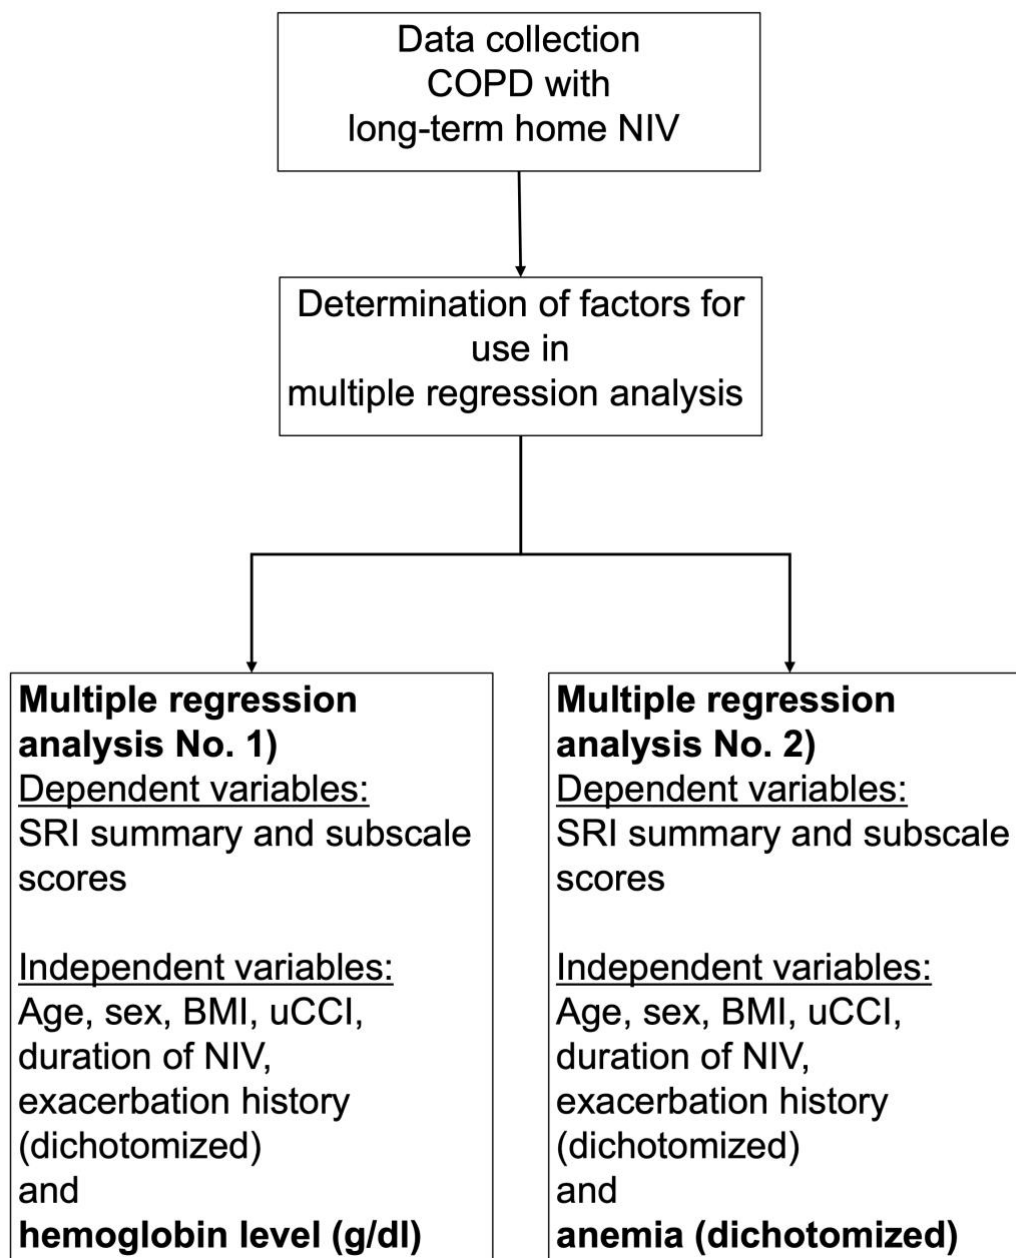 Data collection
COPD with
long-term home NIV
Determination of factors for
use in
multiple regression analysis
Multiple regression
analysis No. 1)
Dependent variables:
SRI summary and subscale
scores
Independent variables:
Age, sex, BMI, uCCI,
duration of NIV,
exacerbation history
(dichotomized)
and
hemoglobin level (g/dl)
Multiple regression
analysis No. 2)
Dependent variables:
SRI summary and subscale
scores
Independent variables:
Age, sex, BMI, uCCI,
duration of NIV,
exacerbation history
(dichotomized)
and
anemia (dichotomized)